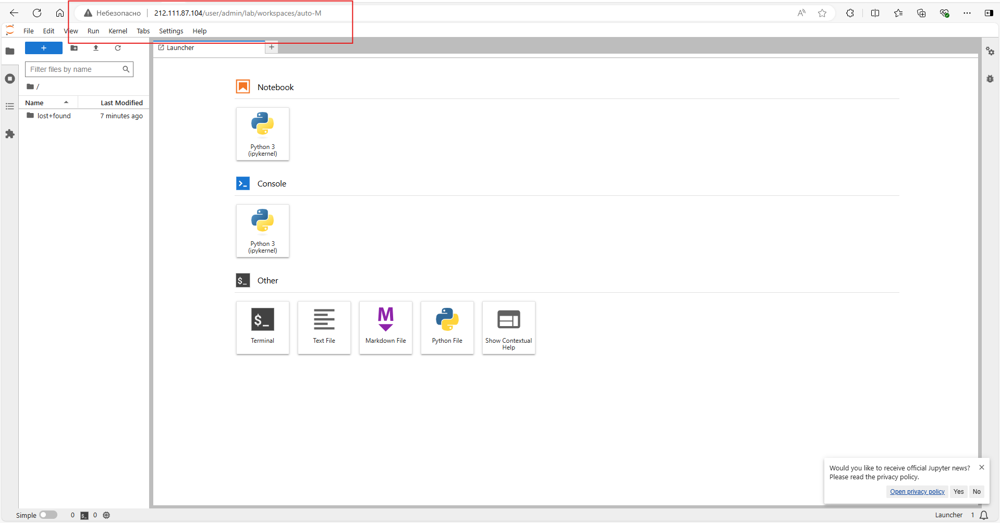 Небезопасно 212.111.87.104/user/admin/lab/workspaces/auto-M
File Edit View Run Kernel Tabs Settings Help
Launcher
Filter files by name
/
Name Last Modified
lost+found 7 minutes ago
Notebook
Python 3
(ipykernel)
Console
Python 3
(ipykernel)
$_ Other
$_
Terminal
Text File
M
Markdown File
Python File
Show Contextual
Help
Would you like to receive official Jupyter news?
Please read the privacy policy.
Open privacy policy Yes No
Simple 0 $_ 0 Launcher 1